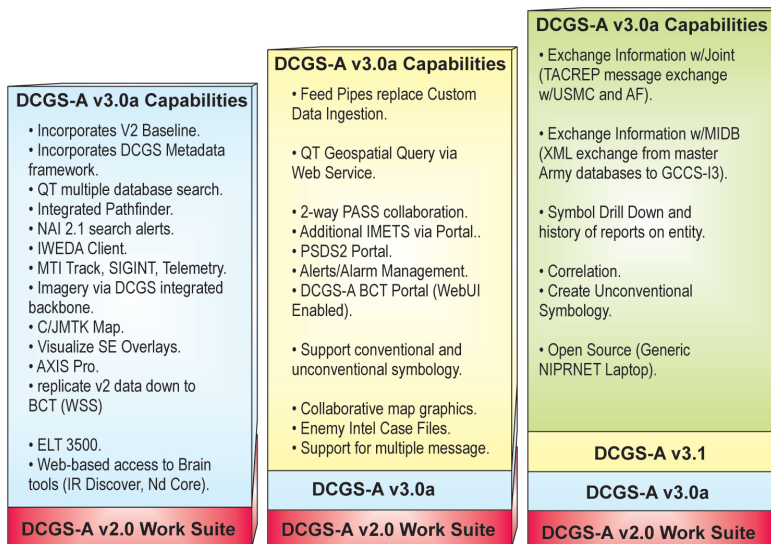 DCGS-A v3.0a Capabilities
• Incorporates V2 Baseline.
• Incorporates DCGS Metadata
framework.
• QT multiple database search.
• Integrated Pathfinder.
• NAI 2.1 search alerts.
• IWEDA Client.
• MTI Track, SIGINT, Telemetry.
• Imagery via DCGS integrated
backbone.
• C/JMTK Map.
• Visualize SE Overlays.
• AXIS Pro.
• replicate v2 data down to
BCT (WSS)
• ELT 3500.
• Web-based access to Brain
tools (IR Discover, Nd Core).
DCGS-A v2.0 Work Suite
DCGS-A v3.0a Capabilities
• Feed Pipes replace Custom
Data Ingestion.
• QT Geospatial Query via
Web Service.
• 2-way PASS collaboration.
• Additional IMETS via Portal..
• PSDS2 Portal.
• Alerts/Alarm Management.
• DCGS-A BCT Portal (WebUI
Enabled).
• Support conventional and
unconventional symbology.
• Collaborative map graphics.
• Enemy Intel Case Files.
• Support for multiple message.
DCGS-A v3.0a
DCGS-A v2.0 Work Suite
DCGS-A v3.0a Capabilities
• Exchange Information w/Joint
(TACREP message exchange
w/USMC and AF).
• Exchange Information w/MIDB
(XML exchange from master
Army databases to GCCS-I3).
• Symbol Drill Down and
history of reports on entity.
• Correlation.
• Create Unconventional
Symbology.
• Open Source (Generic
NIPRNET Laptop).
DCGS-A v3.1
DCGS-A v3.0a
DCGS-A v2.0 Work Suite